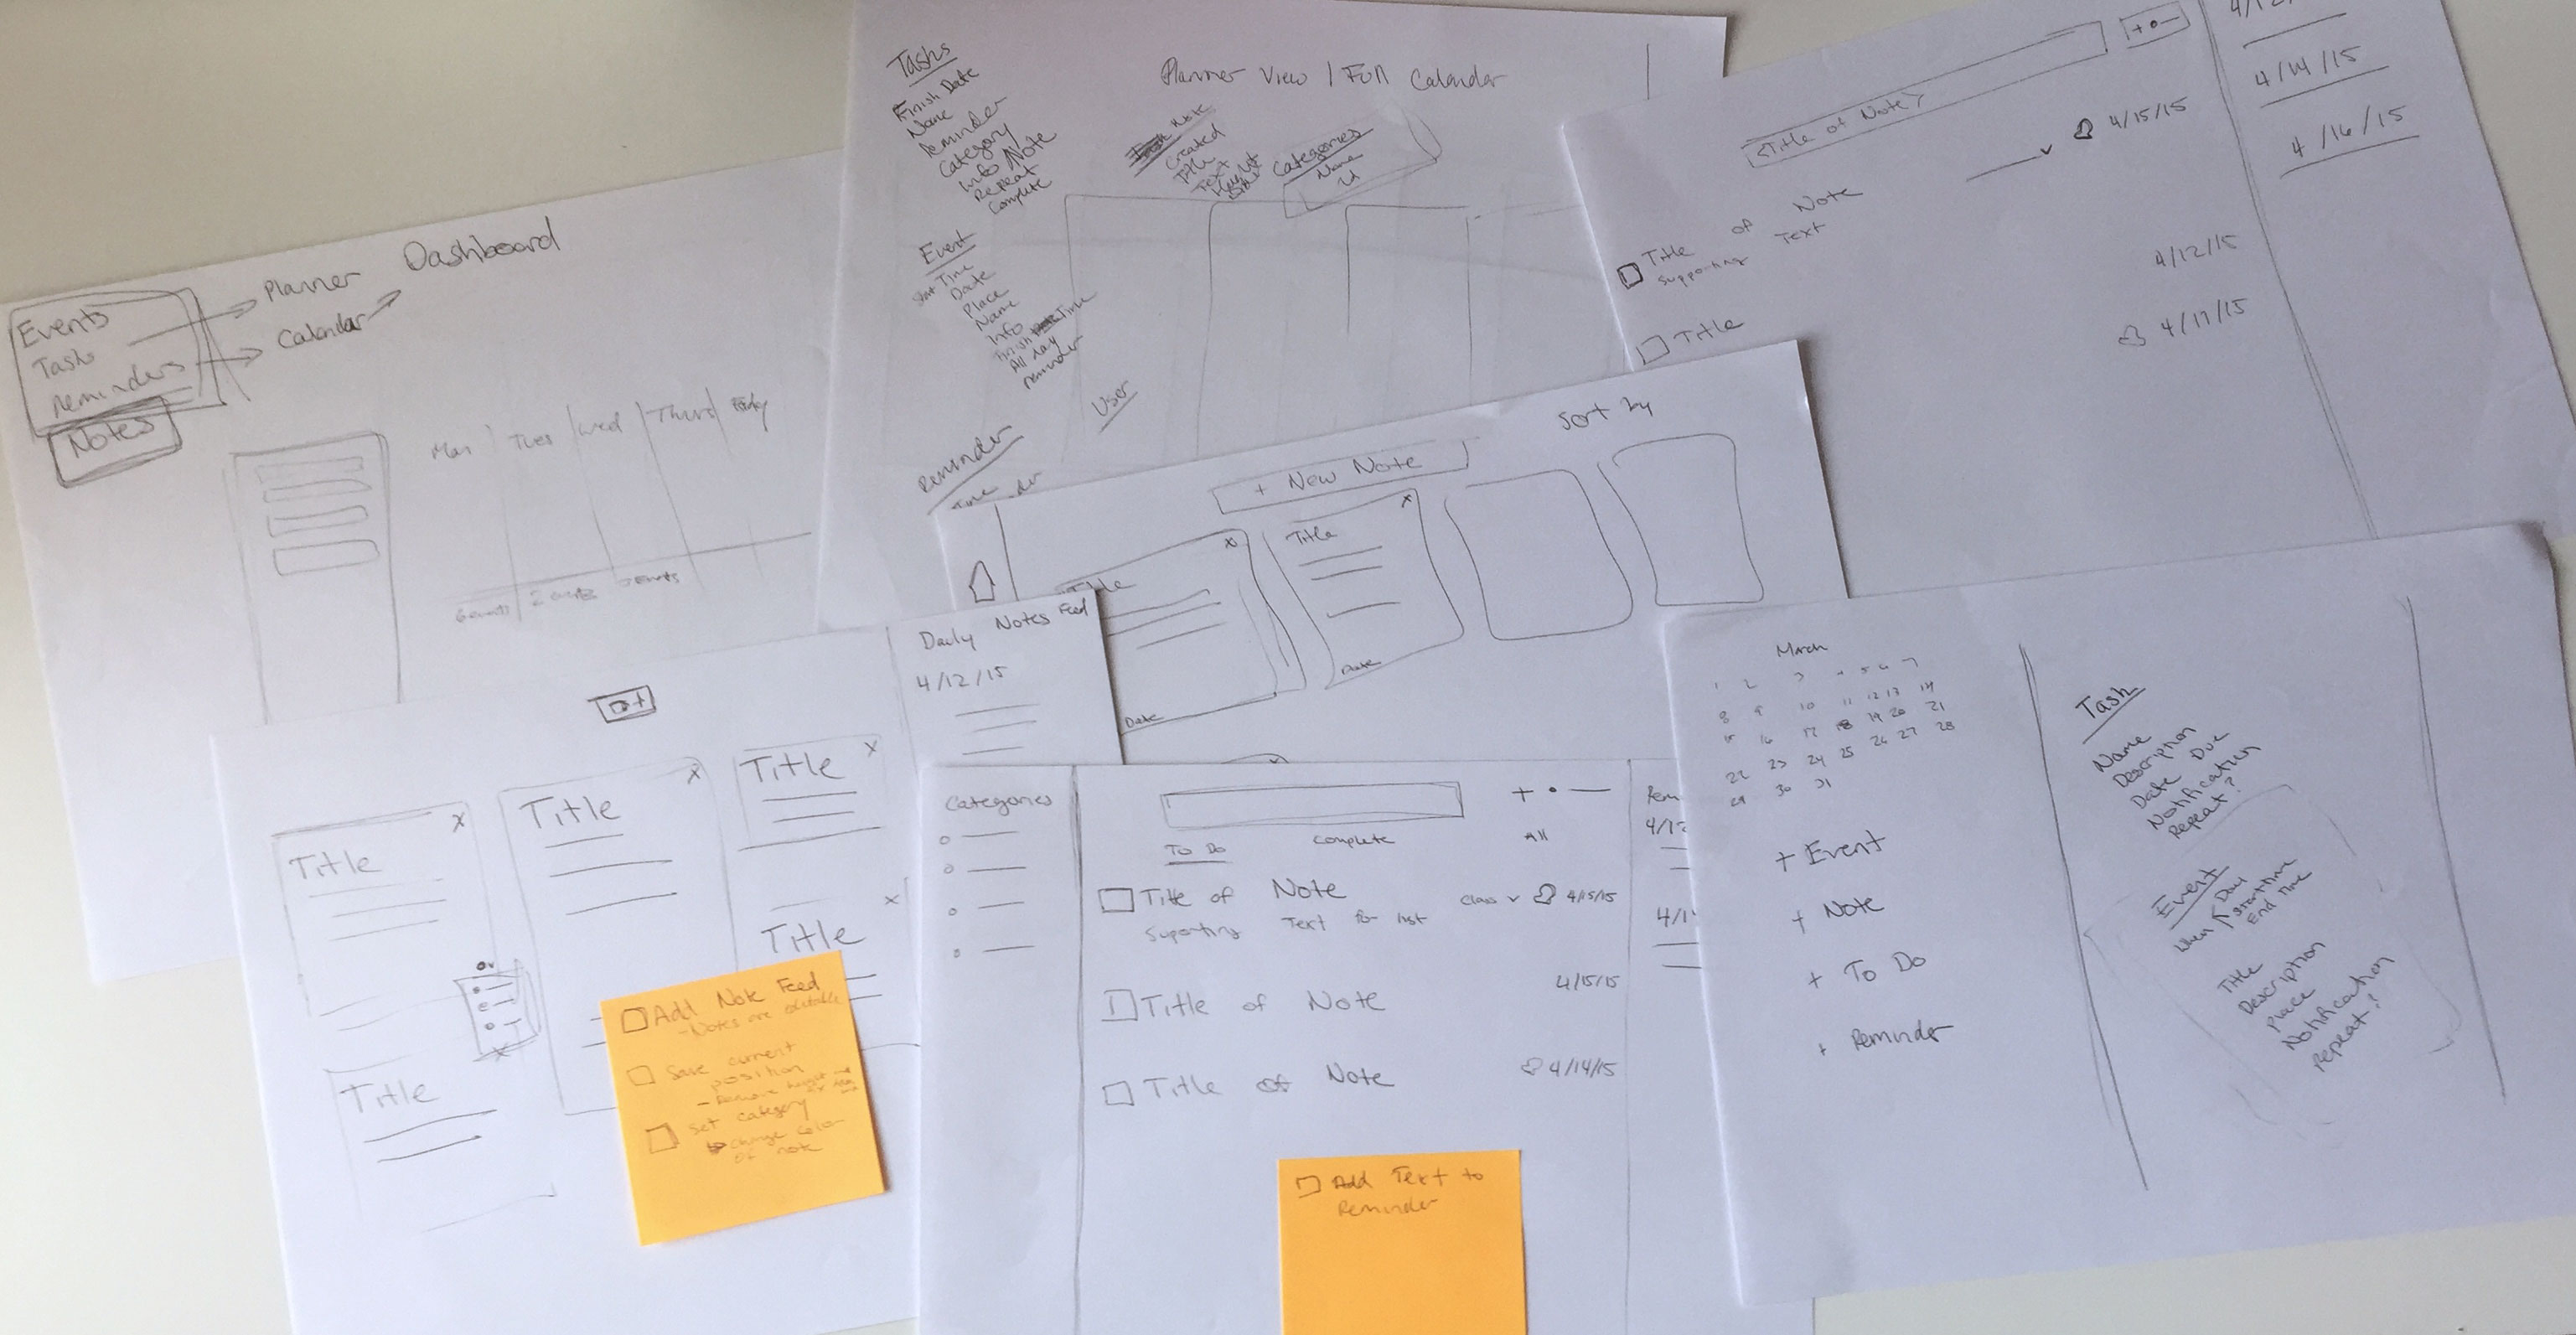 Dashboard
Events
Tasks
Reminders
Notes
Planner
Calendar
Mon
Tues
Wed
Thurs
Friday
6 events
2 events
Events
Tasks
Finish Date
Name
Reminder
Category
Info Note
Repeat
Complete
Planner View / Full Calendar
Note
Created
Title
Text
Categories
Name
Id
Event
Start Time
Date
Place
Name
Info
Finish Time
All day
reminder
User
Reminder
Time
+ • —
<Title of Note>
4/15/15
Title of Note
Supporting Text
4/12/15
Title
4/17/15
4/14/15
4/16/15
Sort by
+ New Note
x
Title
Date
x
Title
Date
Daily Notes Feed
4/12/15
x
Title
x
Title
x
Title
x
Title
Title
x
Add Note Feed
- Notes are
Save current
position
- Remove height
Set category
change color
of note
Categories
+ • —
To Do
Complete
All
Title of Note
class v 4/15/15
Suporting Text for list
4/15/15
Title of Note
Title of Note
4/14/15
Rem
4/12
4/1
Add Text to
Reminder
March
1 2 3 4 5 6 7
8 9 10 11 12 13 14
15 16 17 18 19 20 21
22 23 24 25 26 27 28
29 30 31
+ Event
+ Note
+ To Do
+ Reminder
Task
Name
Description
Date Due
Notification
Repeat?
Event
When
Day
Start time
End Time
Title
Description
Place
Notification
Repeat?